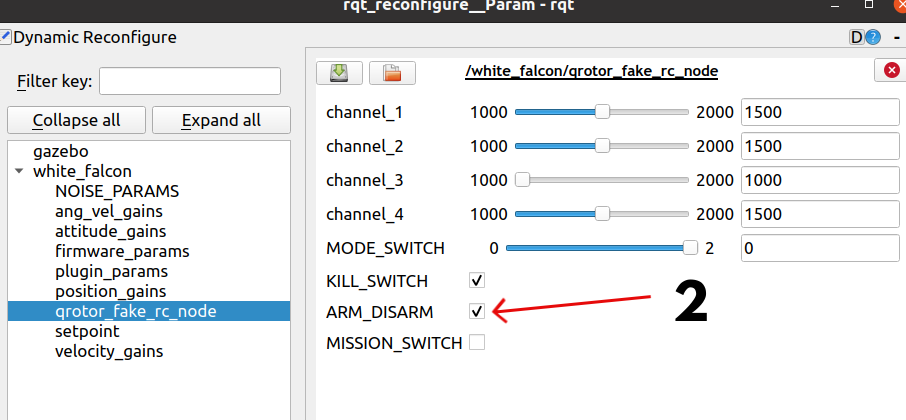 rqt_reconfigure__Param - rqt
Dynamic Reconfigure
D
?
-
Filter key:
Collapse all
Expand all
gazebo
white_falcon
NOISE_PARAMS
ang_vel_gains
attitude_gains
firmware_params
plugin_params
position_gains
qrotor_fake_rc_node
setpoint
velocity_gains
/white_falcon/qrotor_fake_rc_node
channel_1 1000 2000 1500
channel_2 1000 2000 1500
channel_3 1000 2000 1000
channel_4 1000 2000 1500
MODE_SWITCH 0 2 0
KILL_SWITCH
ARM_DISARM
MISSION_SWITCH
2